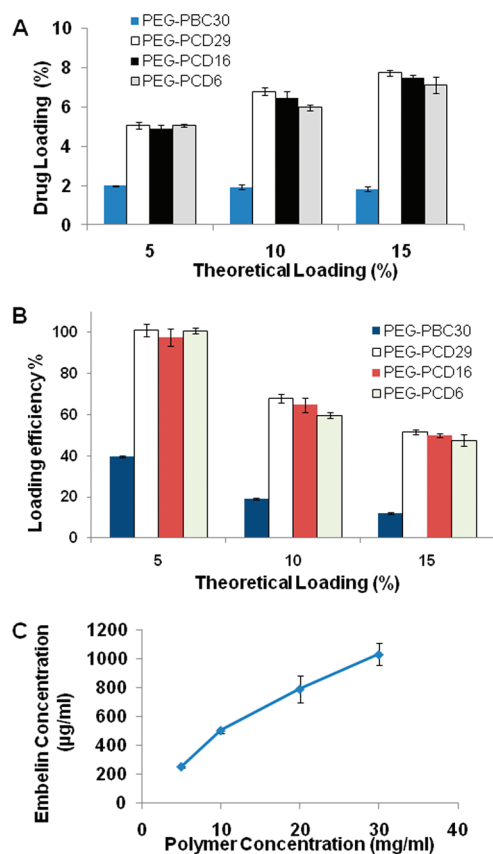 A
PEG-PBC30
PEG-PCD29
PEG-PCD16
PEG-PCD6
Drug Loading (%)
8
6
4
2
0
5 10 15
Theoretical Loading (%)
B
Loading efficiency %
100
80
60
40
20
0
PEG-PBC30
PEG-PCD29
PEG-PCD16
PEG-PCD6
5 10 15
Theoretical Loading (%)
C
Embelin Concentration
(µg/ml)
1200
1000
800
600
400
200
0
0 10 20 30 40
Polymer Concentration (mg/ml)